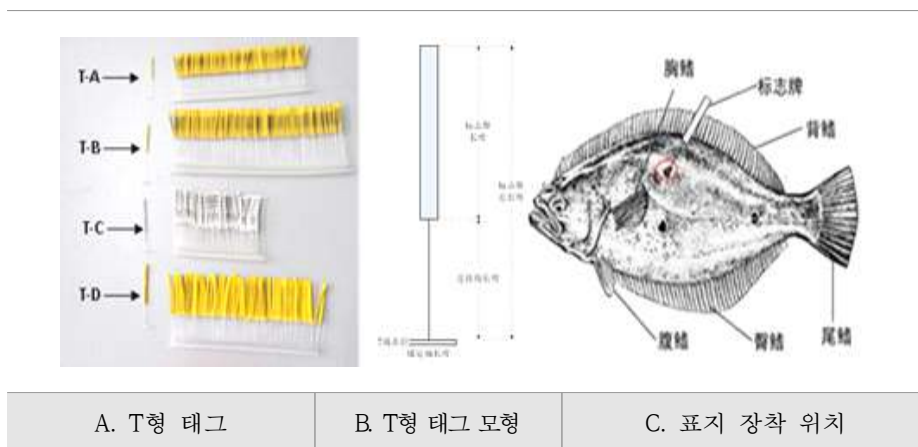 T-A
T-B
T-C
T-D
胸鳍
标志牌
背鳍
腹鳍
臀鳍
尾鳍
A. T형 태그
B. T형 태그 모형
C. 표지 장착 위치